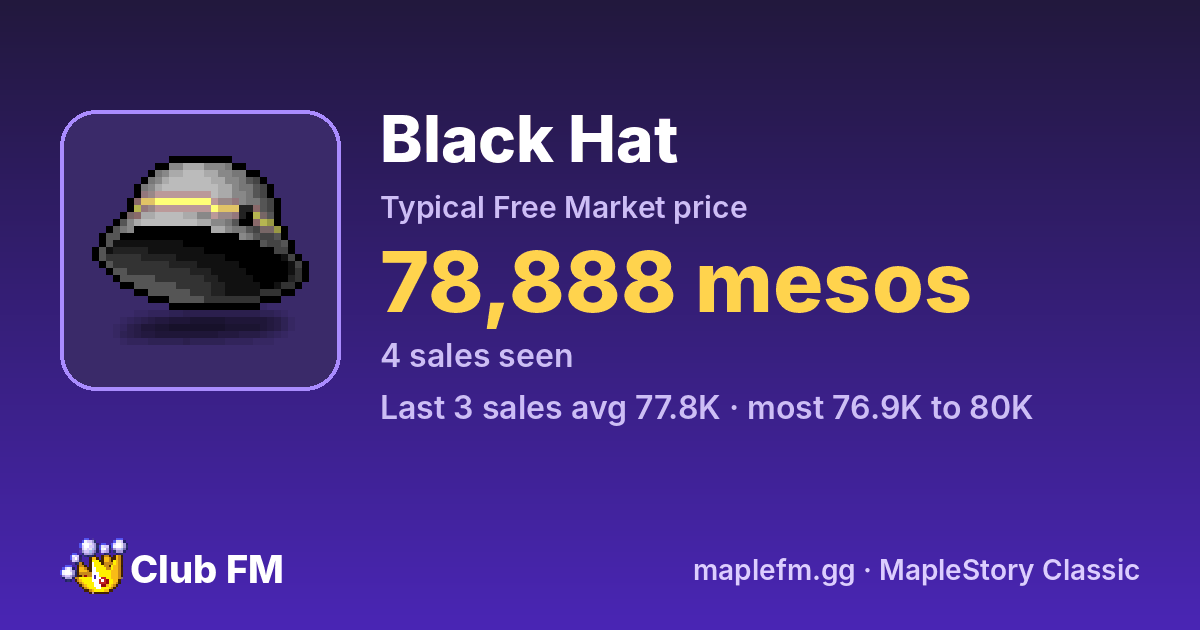 Black Hat
Typical Free Market price
78,888 mesos
4 sales seen
Last 3 sales avg 77.8K · most 76.9K to 80K
Club FM
maplefm.gg · MapleStory Classic